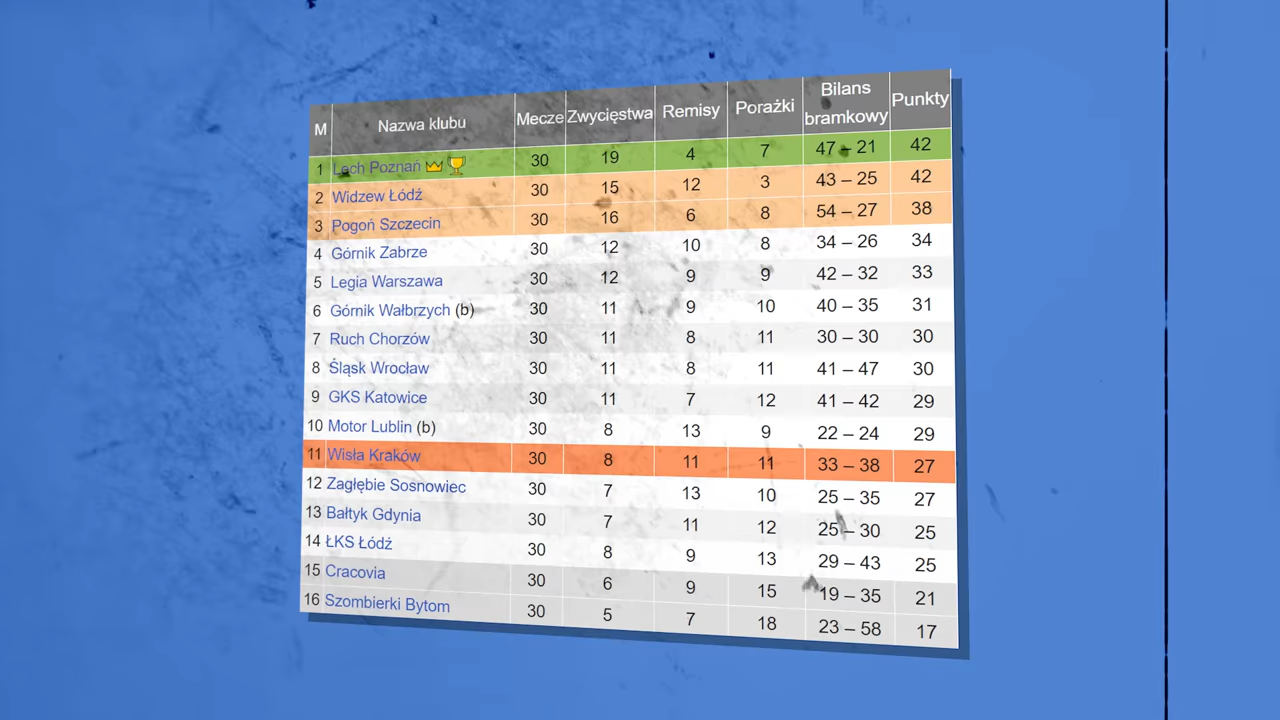 M Nazwa klubu Mecze Zwycięstwa Remisy Porażki Bilans bramkowy Punkty
1 Lech Poznań 30 19 4 7 47 – 21 42
2 Widzew Łódź 30 15 12 3 43 – 25 42
3 Pogoń Szczecin 30 16 6 8 54 – 27 38
4 Górnik Zabrze 30 12 10 8 34 – 26 34
5 Legia Warszawa 30 12 9 9 42 – 32 33
6 Górnik Wałbrzych (b) 30 11 9 10 40 – 35 31
7 Ruch Chorzów 30 11 8 11 30 – 30 30
8 Śląsk Wrocław 30 11 8 11 41 – 47 30
9 GKS Katowice 30 11 7 12 41 – 42 29
10 Motor Lublin (b) 30 8 13 9 22 – 24 29
11 Wisła Kraków 30 8 11 11 33 – 38 27
12 Zagłębie Sosnowiec 30 7 13 10 25 – 35 27
13 Bałtyk Gdynia 30 7 11 12 25 – 30 25
14 ŁKS Łódź 30 8 9 13 29 – 43 25
15 Cracovia 30 6 9 15 19 – 35 21
16 Szombierki Bytom 30 5 7 18 23 – 58 17